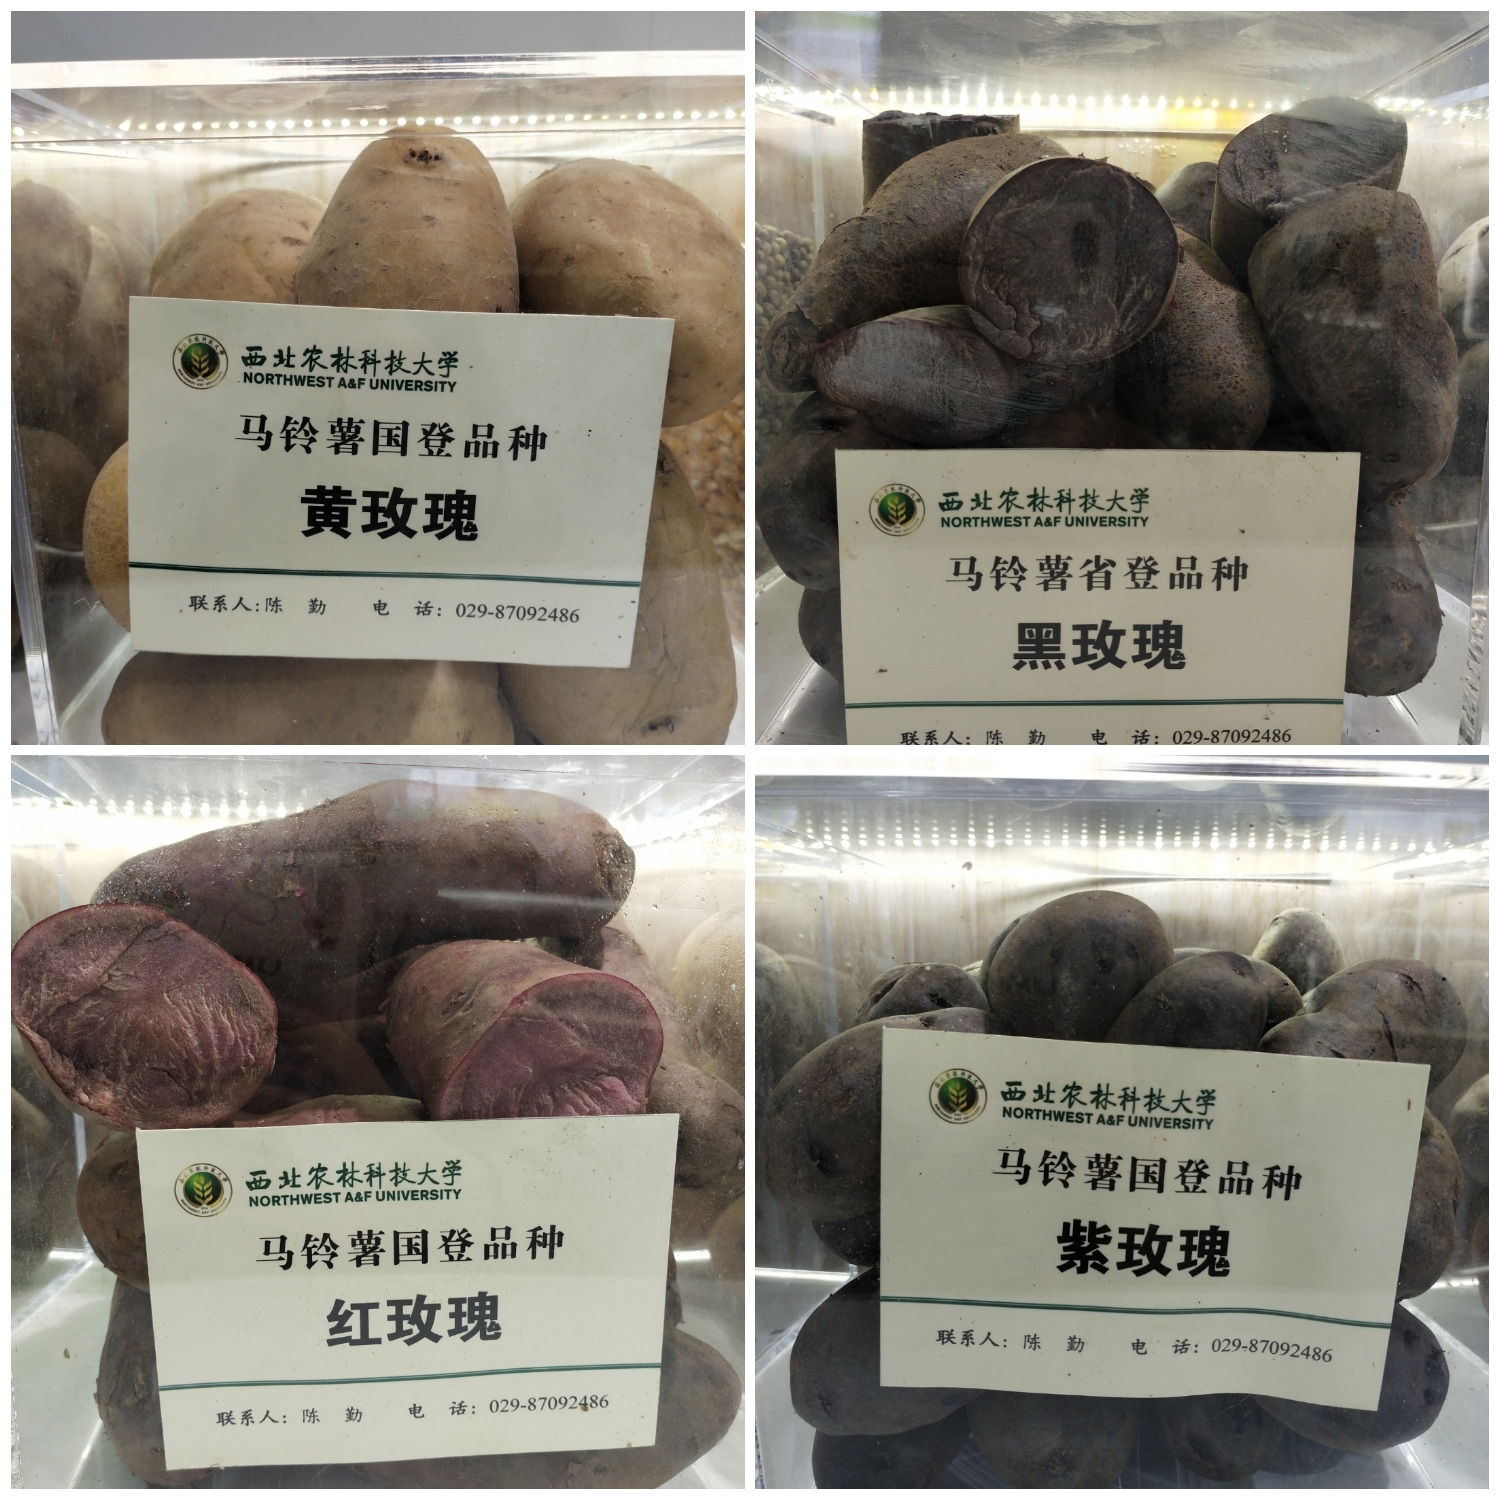 西北农林科技大学
NORTHWEST A&F UNIVERSITY
马铃薯国登品种
黄玫瑰
联系人:陈 勤 电 话: 029-87092486
西北农林科技大学
NORTHWEST A&F UNIVERSITY
马铃薯省登品种
黑玫瑰
联系人: 陈 勤 电 话: 029-87092486
西北农林科技大学
NORTHWEST A&F UNIVERSITY
马铃薯国登品种
红玫瑰
联系人: 陈 勤 电 话: 029-87092486
西北农林科技大学
NORTHWEST A&F UNIVERSITY
马铃薯国登品种
紫玫瑰
联系人: 陈 勤 电 话: 029-87092486